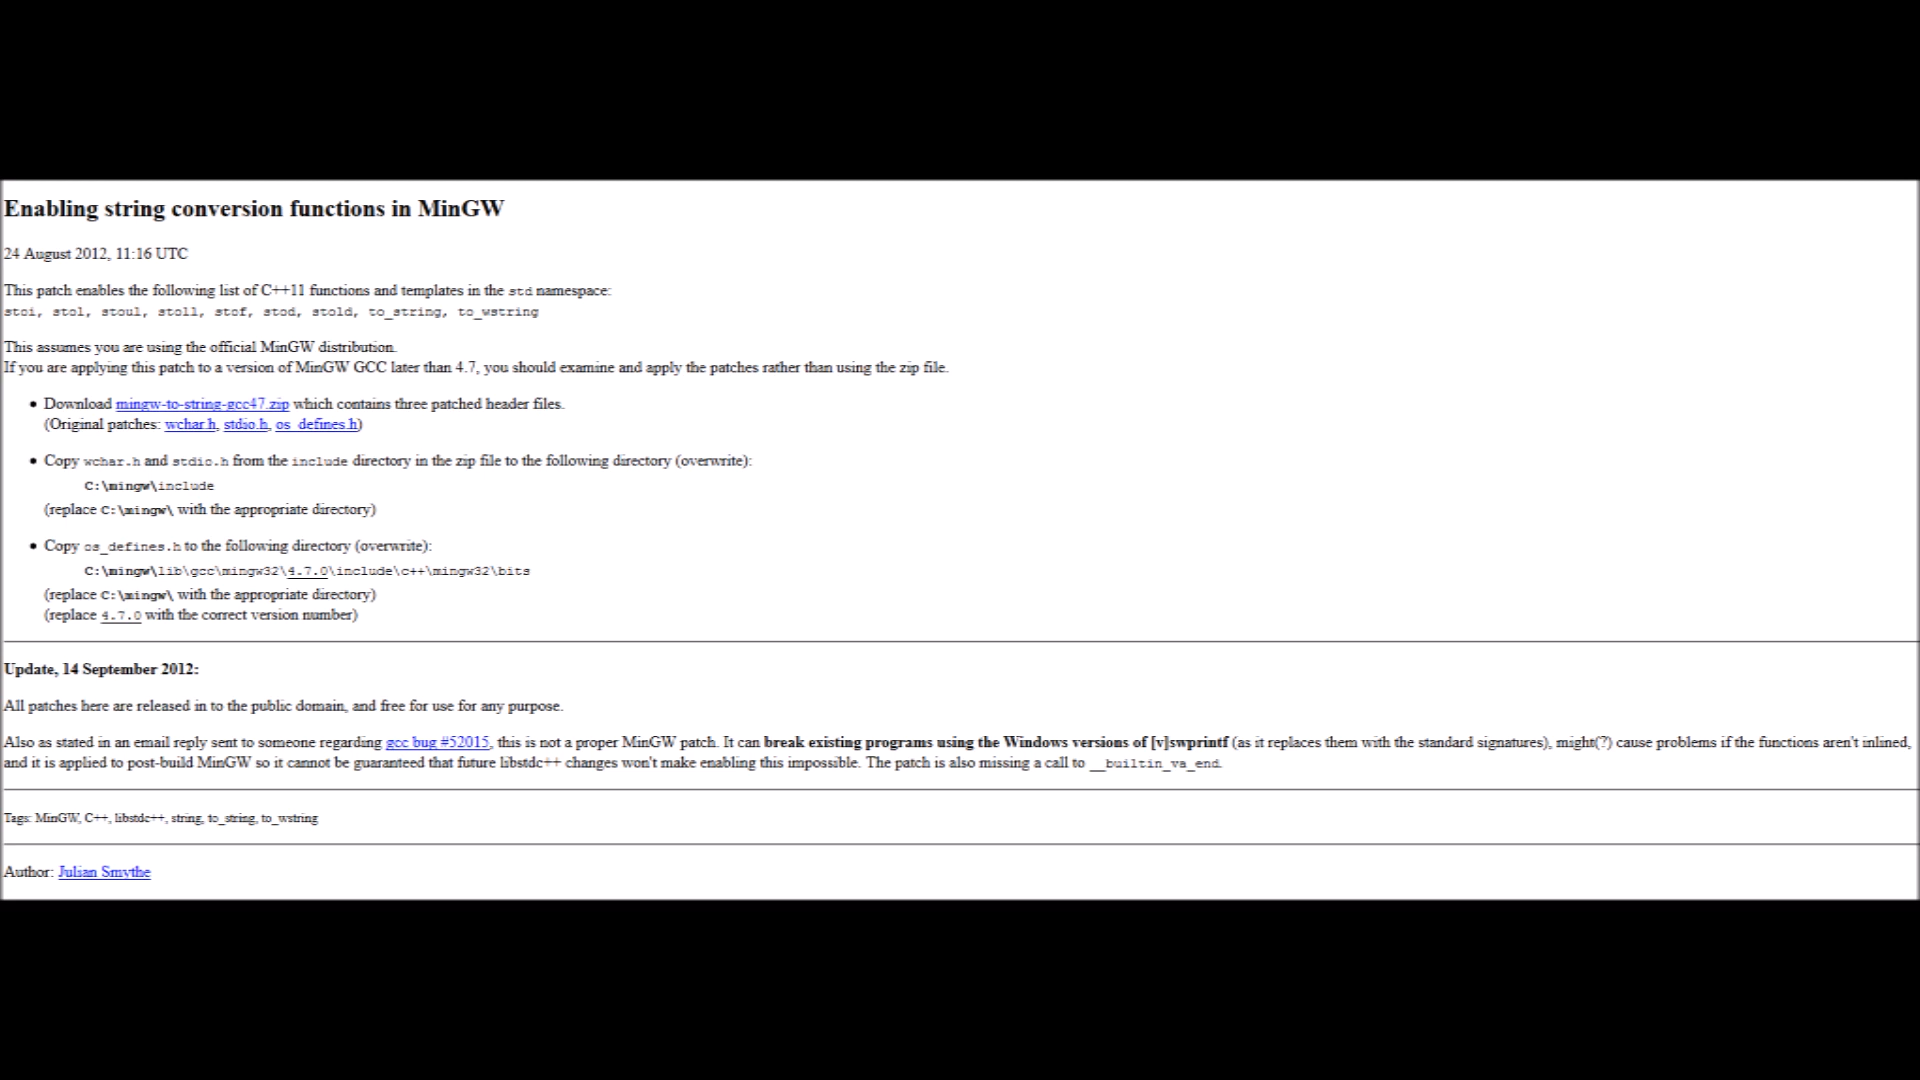 Enabling string conversion functions in MinGW
24 August 2012, 11:16 UTC
This patch enables the following list of C++11 functions and templates in the std namespace:
stoi, stol, stoul, stoll, stof, stod, stold, to_string, to_wstring
This assumes you are using the official MinGW distribution.
If you are applying this patch to a version of MinGW GCC later than 4.7, you should examine and apply the patches rather than using the zip file.
• Download mingw-to-string-gcc47.zip which contains three patched header files.
(Original patches: wchar.h, stdio.h, os_defines.h)
• Copy wchar.h and stdio.h from the include directory in the zip file to the following directory (overwrite):
C:\mingw\include
(replace C:\mingw\ with the appropriate directory)
• Copy os_defines.h to the following directory (overwrite):
C:\mingw\lib\gcc\mingw32\4.7.0\include\c++\mingw32\bits
(replace C:\mingw\ with the appropriate directory)
(replace 4.7.0 with the correct version number)
Update, 14 September 2012:
All patches here are released in to the public domain, and free for use for any purpose.
Also as stated in an email reply sent to someone regarding gcc bug #52015, this is not a proper MinGW patch. It can break existing programs using the Windows versions of [v]swprintf (as it replaces them with the standard signatures), might(?) cause problems if the functions aren't inlined,
and it is applied to post-build MinGW so it cannot be guaranteed that future libstdc++ changes won't make enabling this impossible. The patch is also missing a call to __builtin_va_end.
Tags: MinGW, C++, libstdc++, string, to_string, to_wstring
Author: Julian Smythe